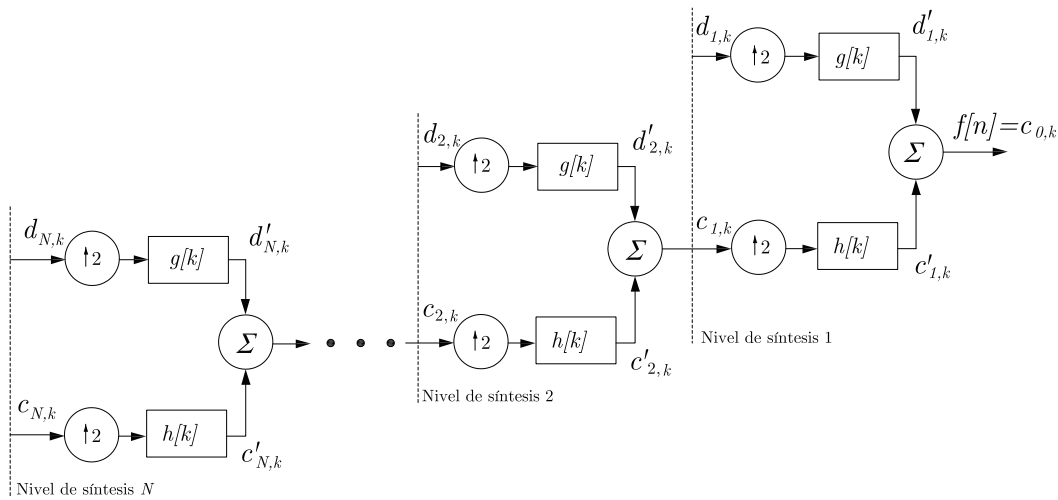 d_{1,k}
↑2
g[k]
d'_{1,k}
Σ
f[n]=c_{0,k}
c_{1,k}
↑2
h[k]
c'_{1,k}
Nivel de síntesis 1
d_{2,k}
↑2
g[k]
d'_{2,k}
Σ
c_{2,k}
↑2
h[k]
c'_{2,k}
Nivel de síntesis 2
d_{N,k}
↑2
g[k]
d'_{N,k}
Σ
c_{N,k}
↑2
h[k]
c'_{N,k}
Nivel de síntesis N